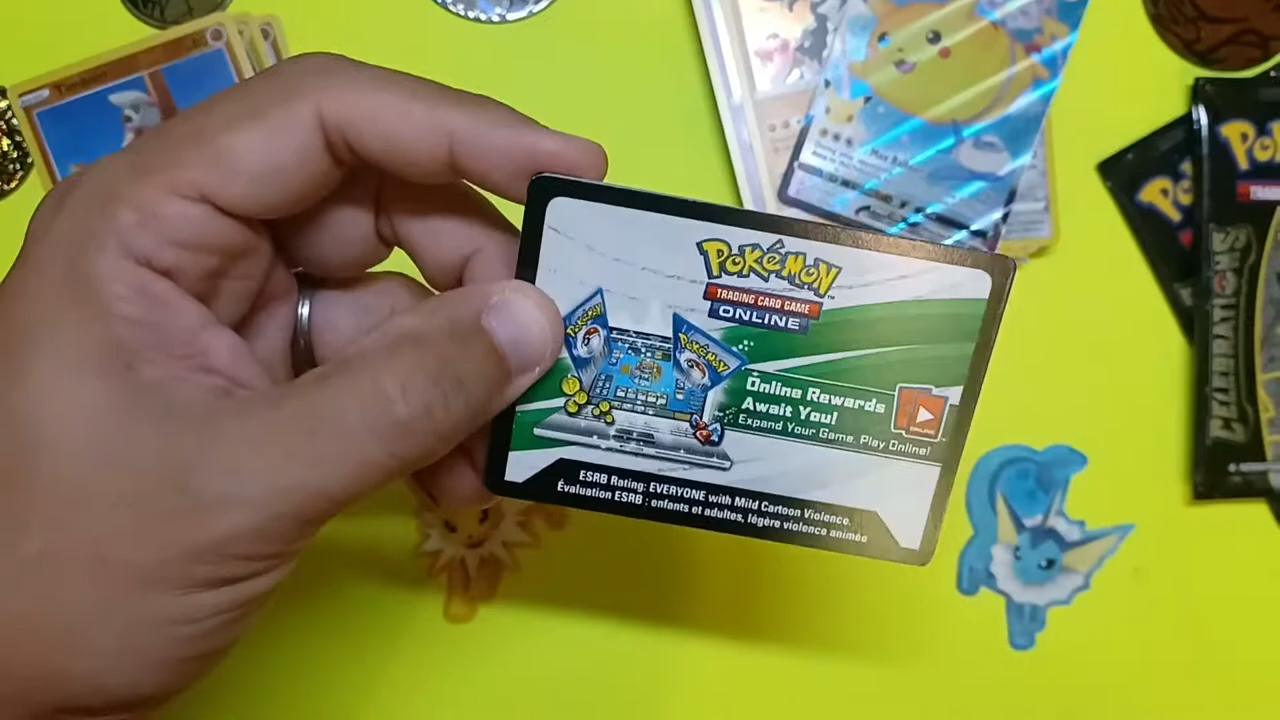 POKéMON
TRADING CARD GAME
ONLINE
Pokémon
Pokémon
Online Rewards
Await You!
Expand Your Game. Play Online!
ONLINE
ESRB Rating: EVERYONE with Mild Cartoon Violence.
Évaluation ESRB : enfants et adultes, légère violence animée
CELEBRATIONS